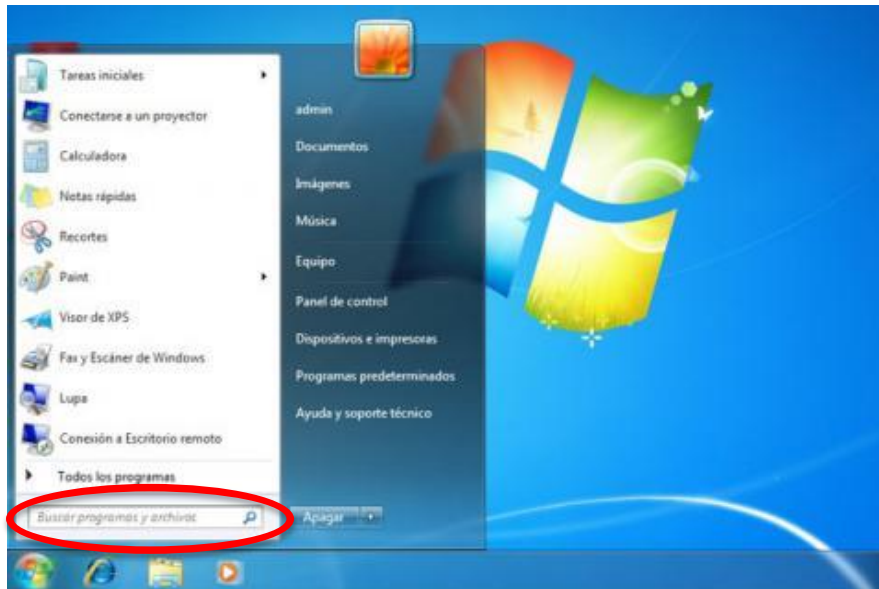 Tareas iniciales
Conectarse a un proyector
Calculadora
Notas rápidas
Recortes
Paint
Visor de XPS
Fax y Escáner de Windows
Lupa
Conexión a Escritorio remoto
Todos los programas
Buscar programas y archivos
admin
Documentos
Imágenes
Música
Equipo
Panel de control
Dispositivos e impresoras
Programas predeterminados
Ayuda y soporte técnico
Apagar